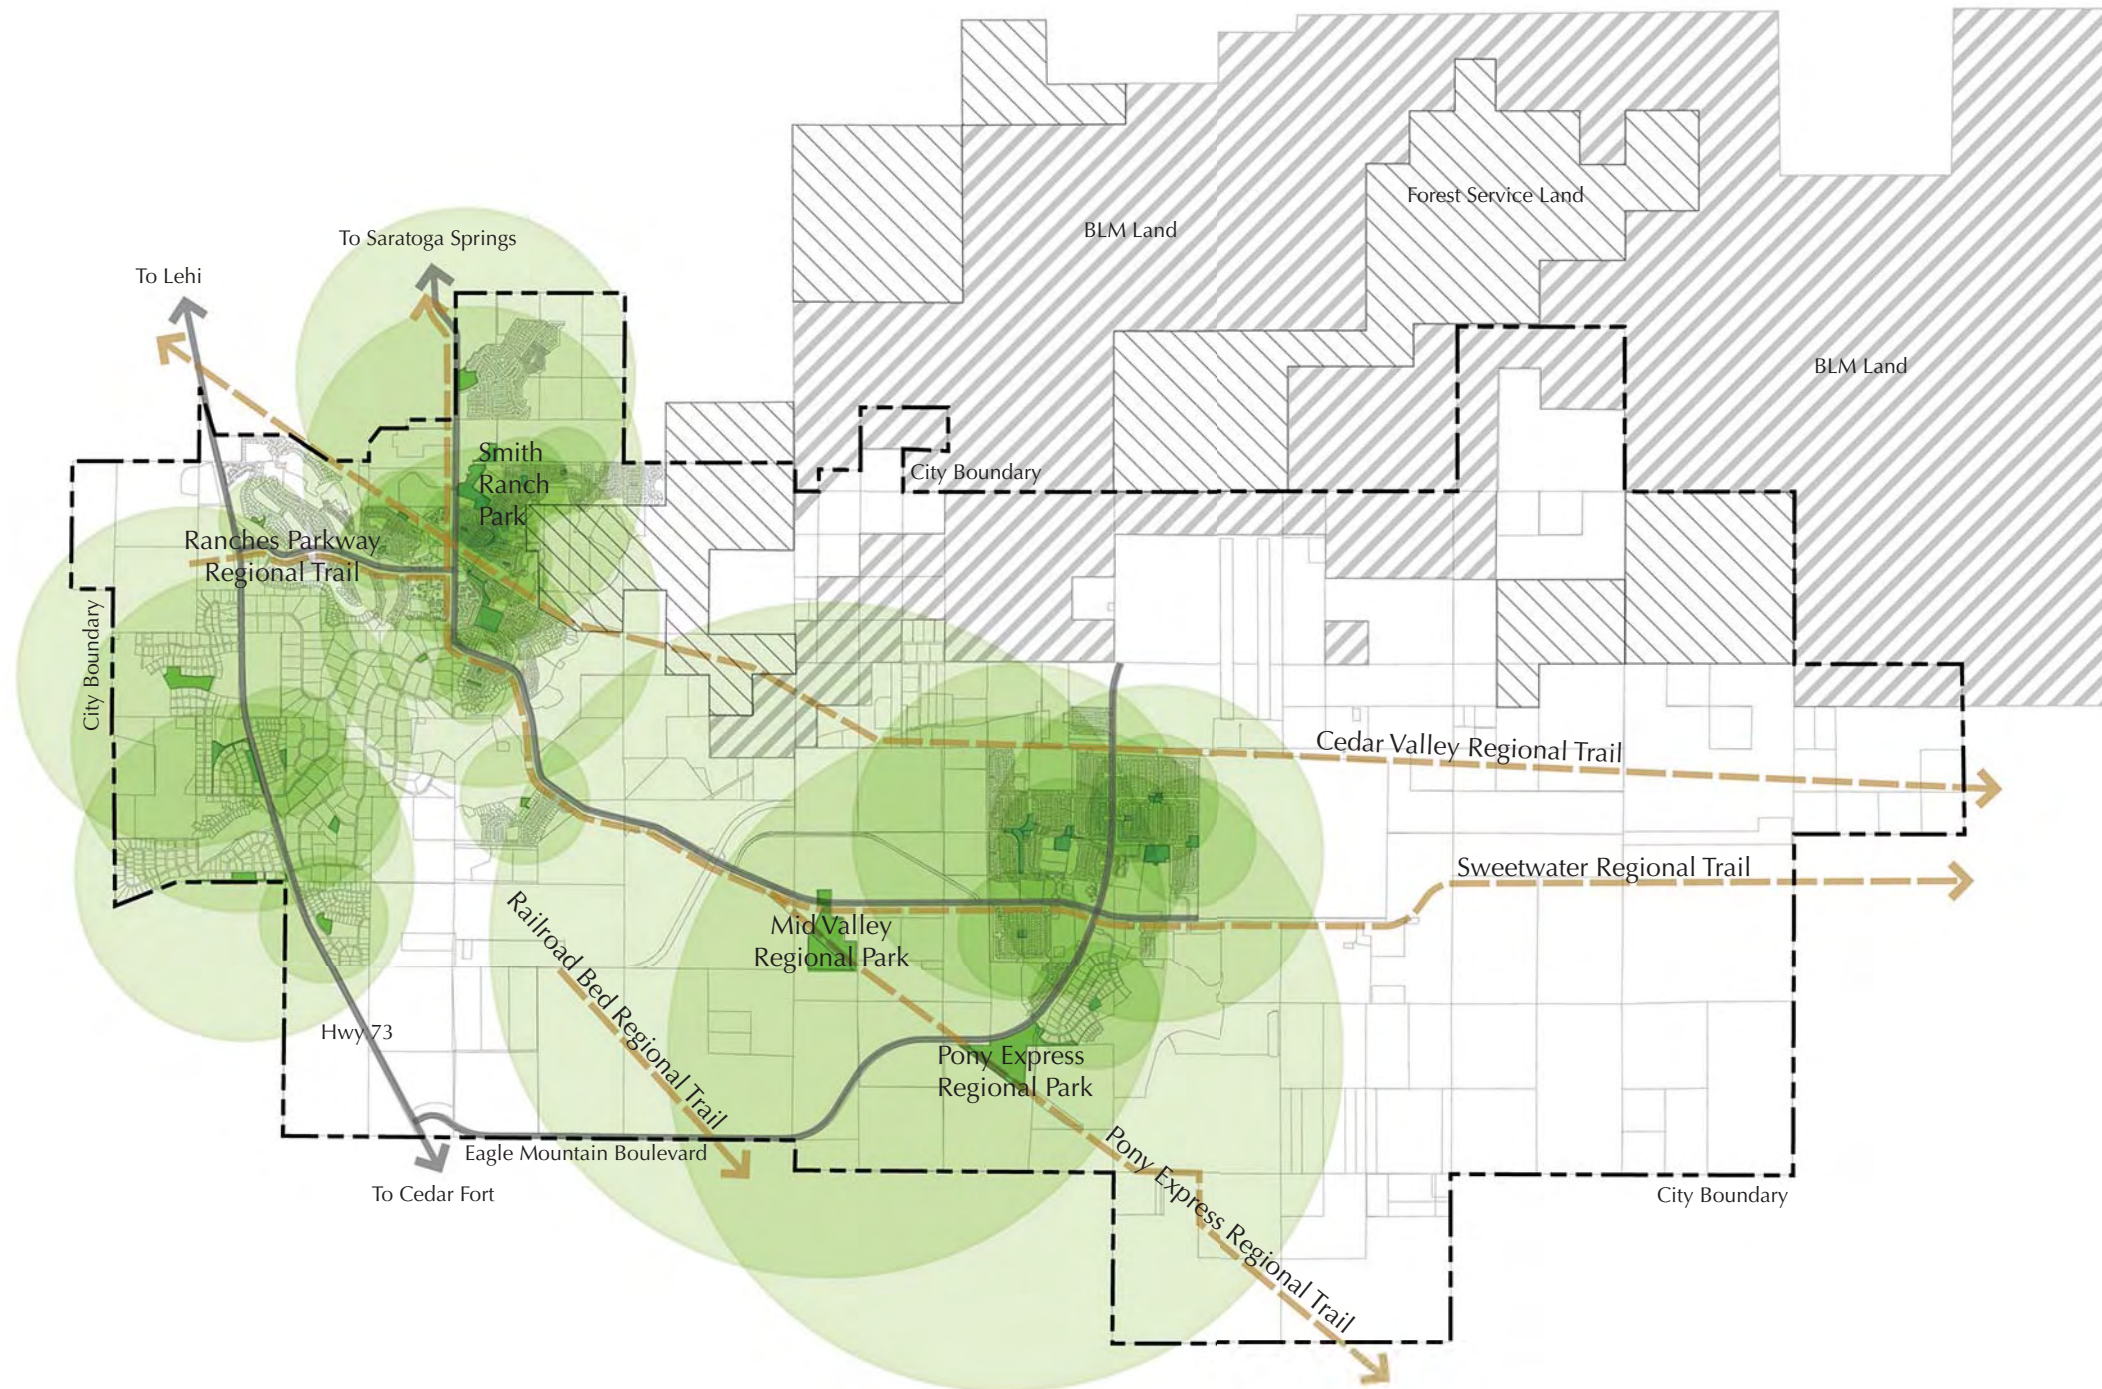 Forest Service Land
BLM Land
To Saratoga Springs
To Lehi
BLM Land
Smith
Ranch
Park
City Boundary
Ranches Parkway
Regional Trail
City Boundary
Cedar Valley Regional Trail
Sweetwater Regional Trail
Railroad Bed Regional Trail
Mid Valley
Regional Park
Hwy 73
Pony Express
Regional Park
Pony Express Regional Trail
Eagle Mountain Boulevard
To Cedar Fort
City Boundary